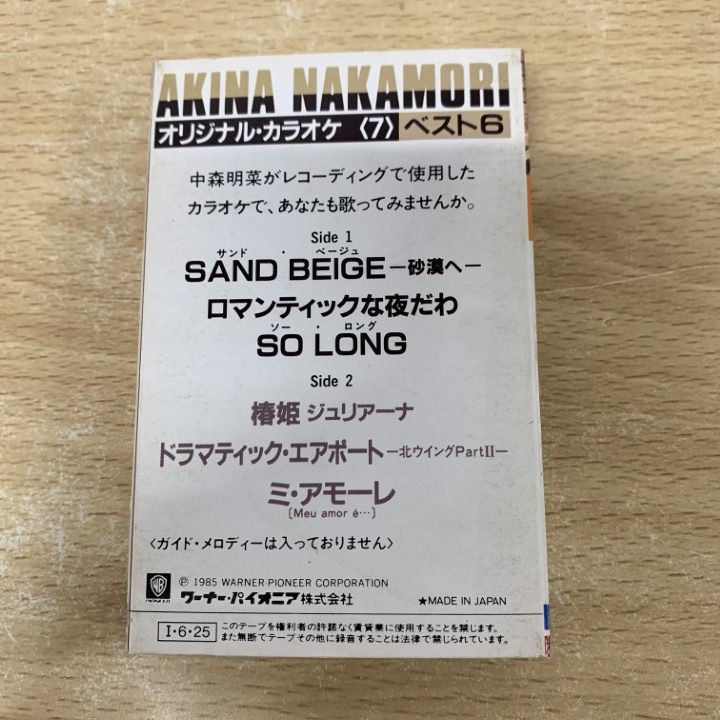 AKINA NAKAMORI
オリジナル・カラオケ 〈7〉 ベスト6
中森明菜がレコーディングで使用した
カラオケで、あなたも歌ってみませんか。
Side 1
サンド・ベージュ
SAND BEIGE―砂漠へ―
ロマンティックな夜だわ
ソー・ロング
SO LONG
Side 2
椿姫 ジュリアーナ
ドラマティック・エアポート―北ウイングPartII―
ミ・アモーレ
〔Meu amor é…〕
〈ガイド・メロディーは入っておりません〉
℗ 1985 WARNER-PIONEER CORPORATION
ワーナー・パイオニア株式会社
★MADE IN JAPAN
I・6・25
このテープを権利者の許諾なく賃貸業に使用することを禁じます。
また無断でテープその他に録音することは法律で禁じられています。